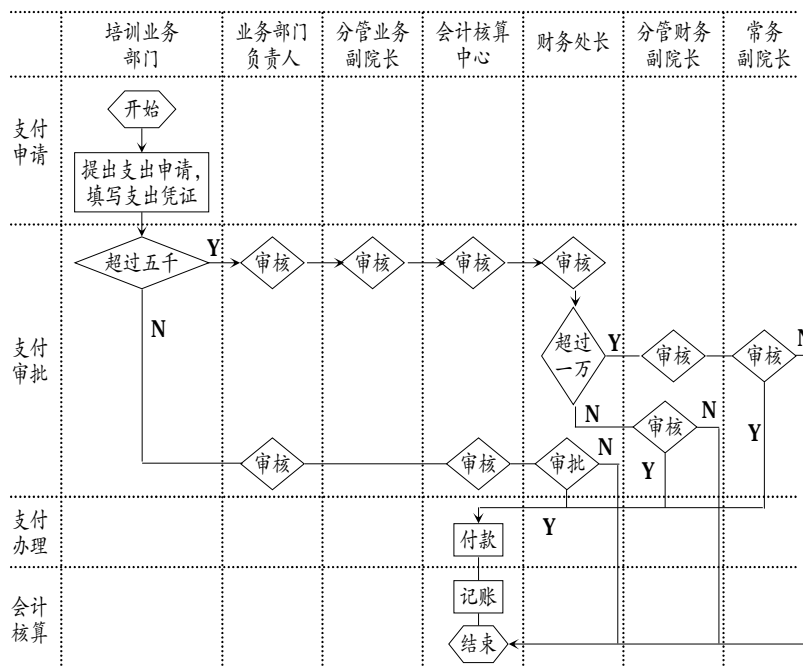 培训业务
部门
业务部门
负责人
分管业务
副院长
会计核算
中心
财务处长
分管财务
副院长
常务
副院长
支付
申请
开始
提出支出申请，
填写支出凭证
支付
审批
超过五千
Y
审核
审核
审核
审核
N
超过
一万
Y
审核
审核
N
N
审核
N
Y
审核
审核
审批
N
Y
支付
办理
付款
Y
会计
核算
记账
结束